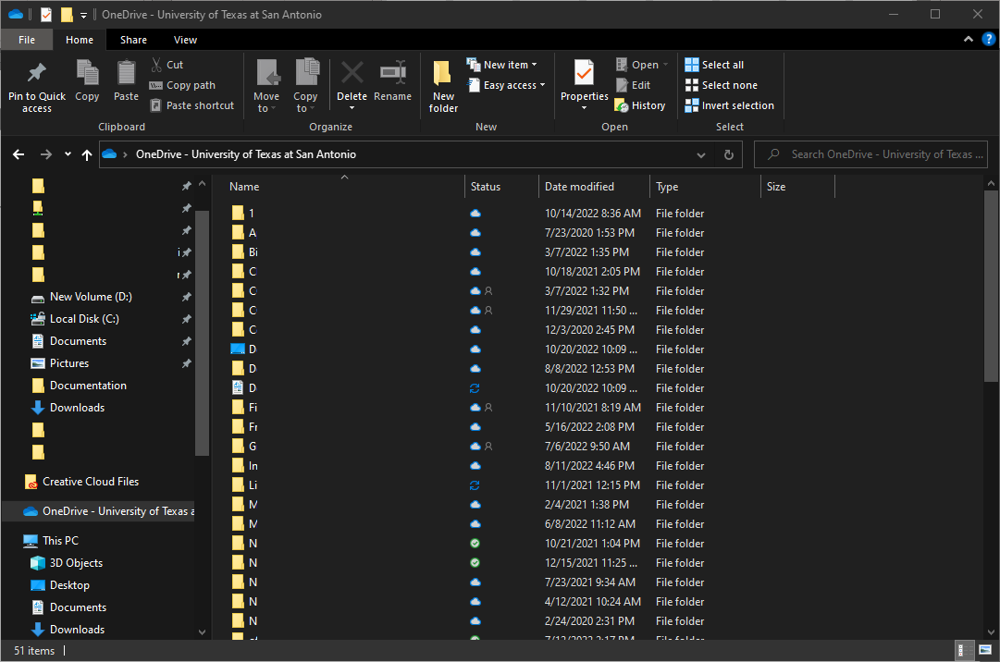 OneDrive - University of Texas at San Antonio
File Home Share View
Pin to Quick access
Copy
Paste
Cut
Copy path
Paste shortcut
Clipboard
Move to
Copy to
Delete
Rename
Organize
New folder
New item
Easy access
New
Properties
Open
Edit
History
Open
Select all
Select none
Invert selection
Select
OneDrive - University of Texas at San Antonio
Search OneDrive - University of Texas ...
New Volume (D:)
Local Disk (C:)
Documents
Pictures
Documentation
Downloads
Creative Cloud Files
OneDrive - University of Texas a
This PC
3D Objects
Desktop
Documents
Downloads
Name Status Date modified Type Size
1 10/14/2022 8:36 AM File folder
A 7/23/2020 1:53 PM File folder
Bi 3/7/2022 1:35 PM File folder
C 10/18/2021 2:05 PM File folder
C 3/7/2022 1:32 PM File folder
C 11/29/2021 11:50 ... File folder
C 12/3/2020 2:45 PM File folder
D 10/20/2022 10:09 ... File folder
D 8/8/2022 12:53 PM File folder
D 10/20/2022 10:09 ... File folder
Fi 11/10/2021 8:19 AM File folder
Fr 5/16/2022 2:08 PM File folder
G 7/6/2022 9:50 AM File folder
In 8/11/2022 4:46 PM File folder
Li 11/1/2021 12:15 PM File folder
M 2/4/2021 1:38 PM File folder
M 6/8/2022 11:12 AM File folder
N 10/21/2021 1:04 PM File folder
N 12/15/2021 11:25 ... File folder
N 7/23/2021 9:34 AM File folder
N 4/12/2021 10:24 AM File folder
N 2/24/2020 2:31 PM File folder
51 items